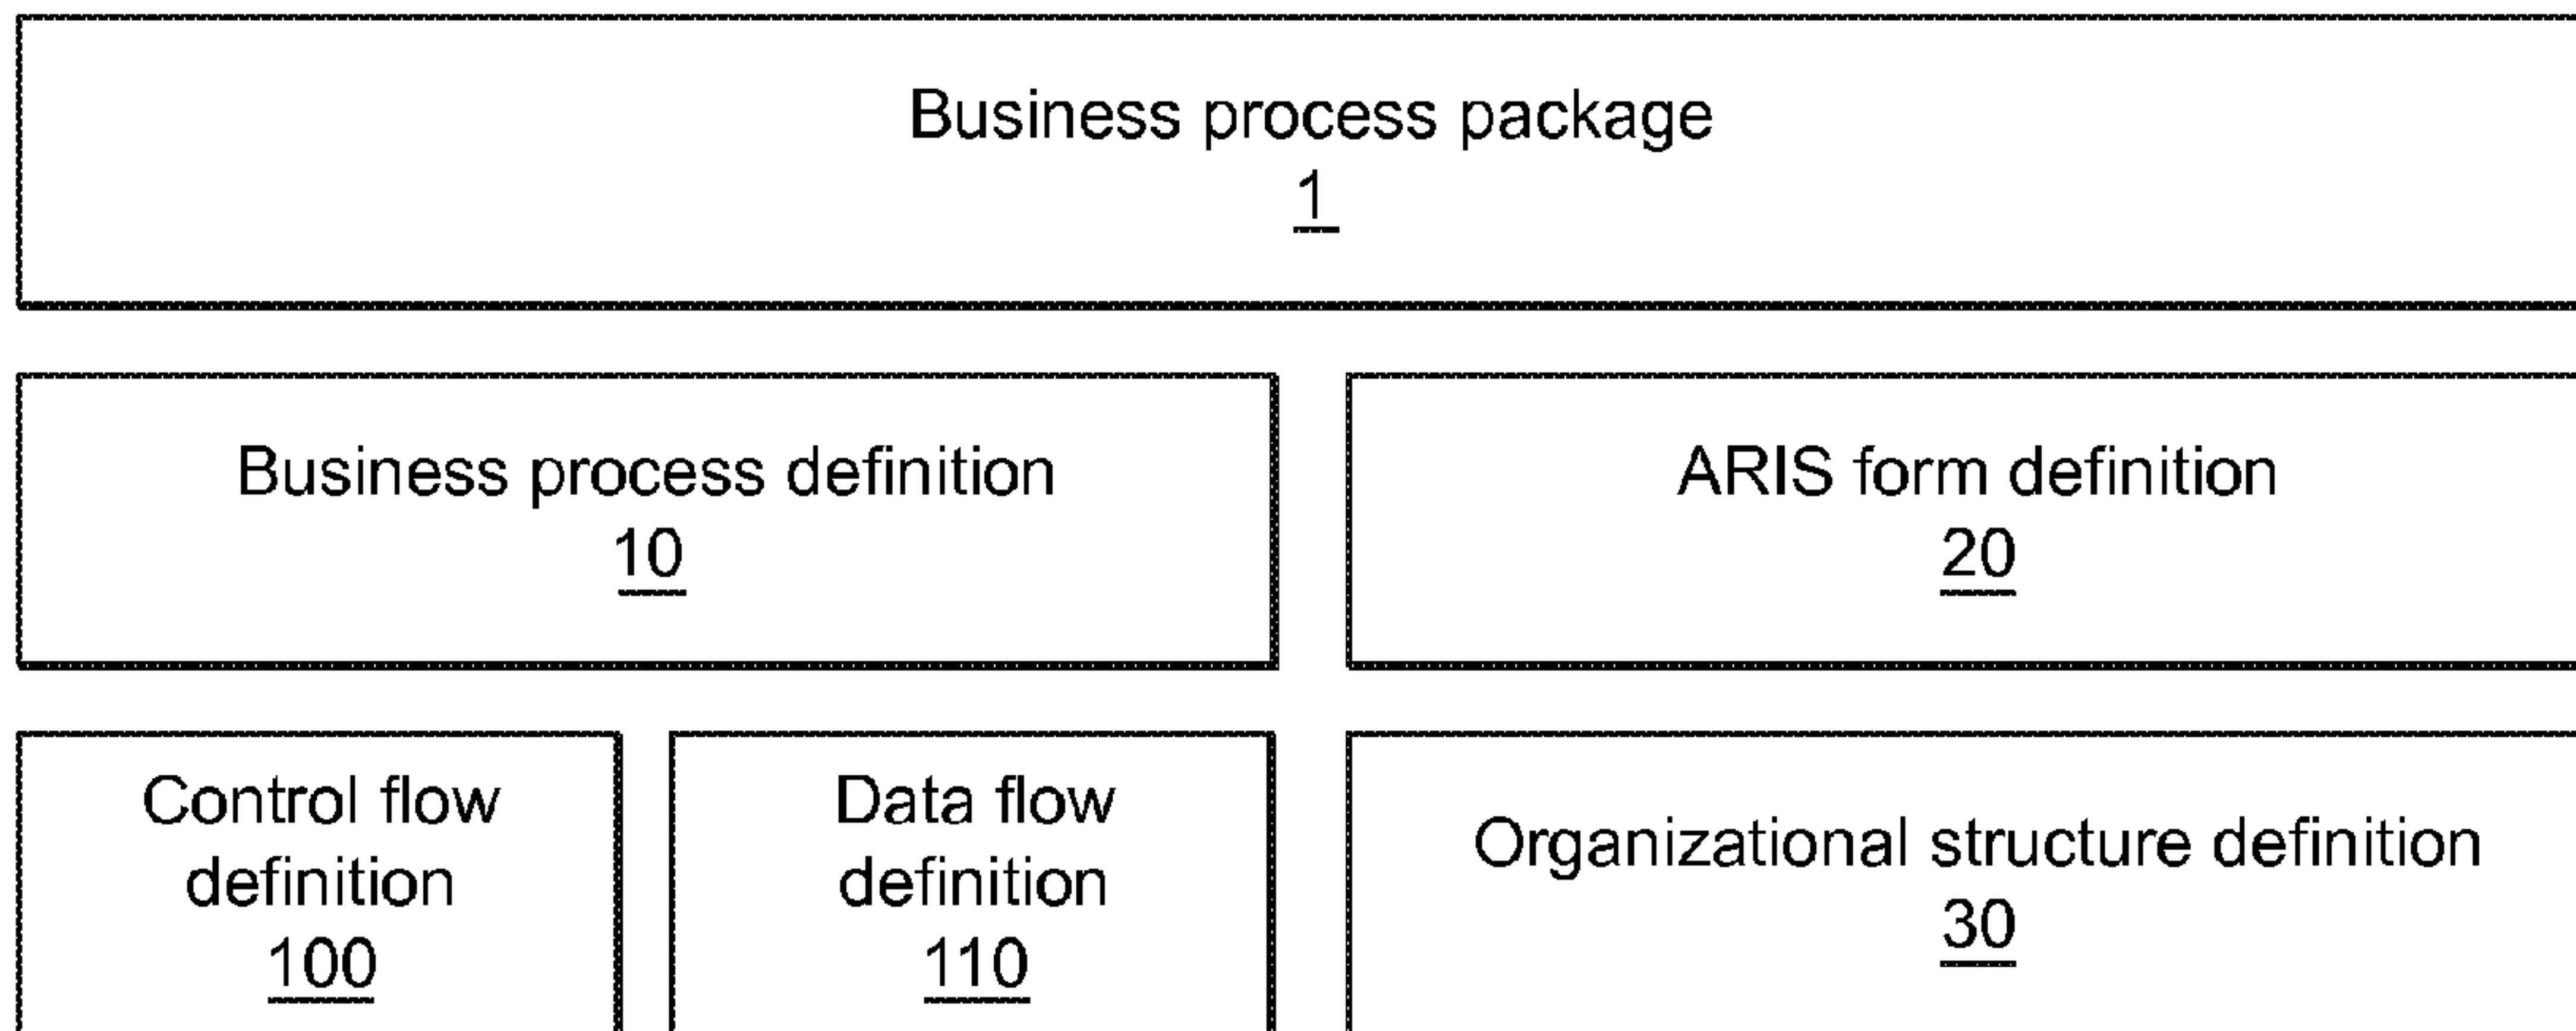 Business process package
1
Business process definition
10
ARIS form definition
20
Control flow
definition
100
Data flow
definition
110
Organizational structure definition
30